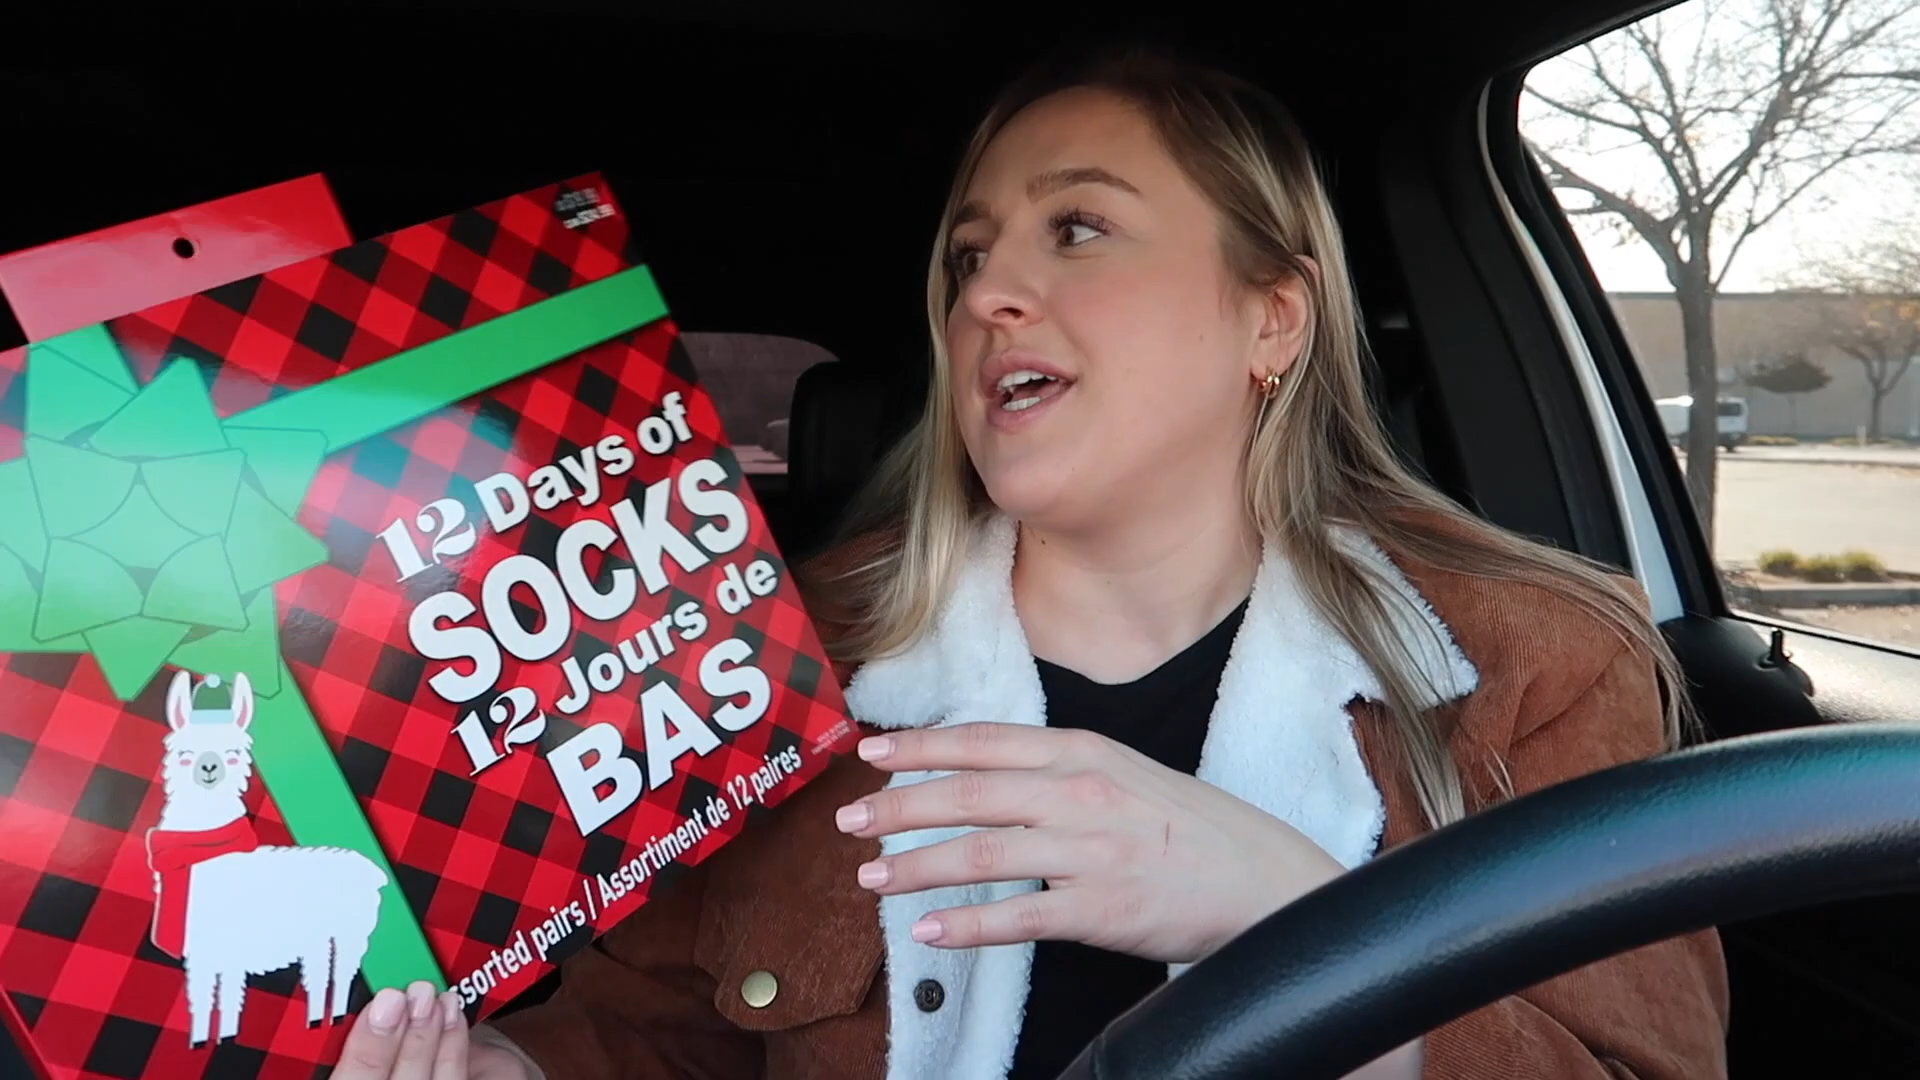 12 Days of
SOCKS
12 Jours de
BAS
ssorted pairs / Assortiment de 12 paires